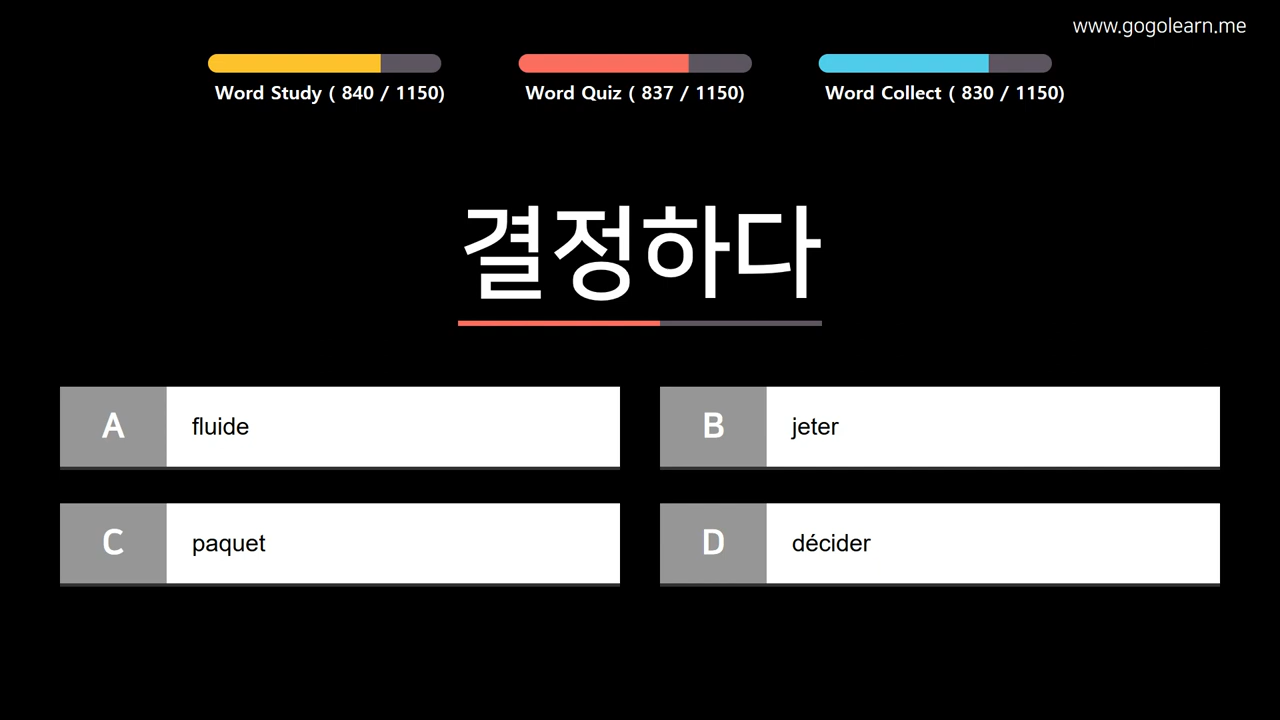 www.gogolearn.me
Word Study ( 840 / 1150)
Word Quiz ( 837 / 1150)
Word Collect ( 830 / 1150)
결정하다
A fluide
B jeter
C paquet
D décider